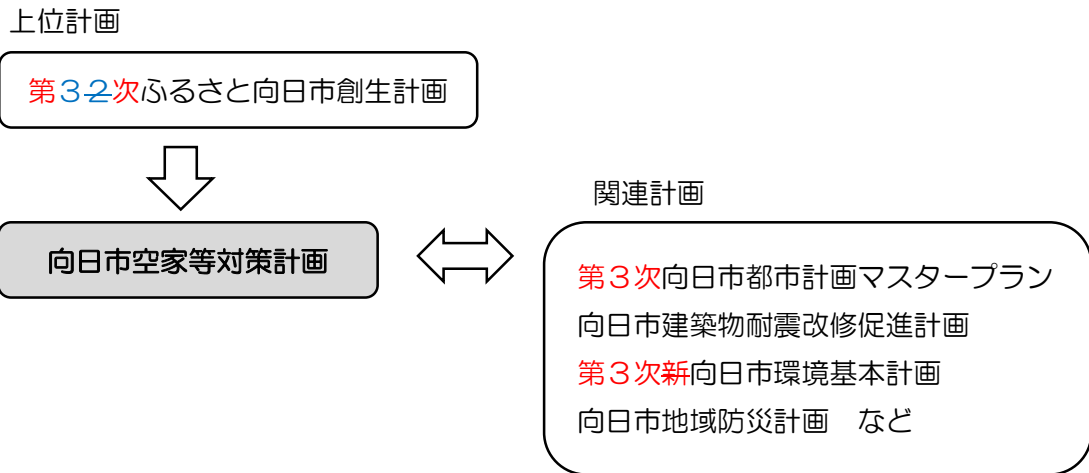 上位計画
第３２次ふるさと向日市創生計画
向日市空家等対策計画
関連計画
第３次向日市都市計画マスタープラン
向日市建築物耐震改修促進計画
第３次新向日市環境基本計画
向日市地域防災計画　など